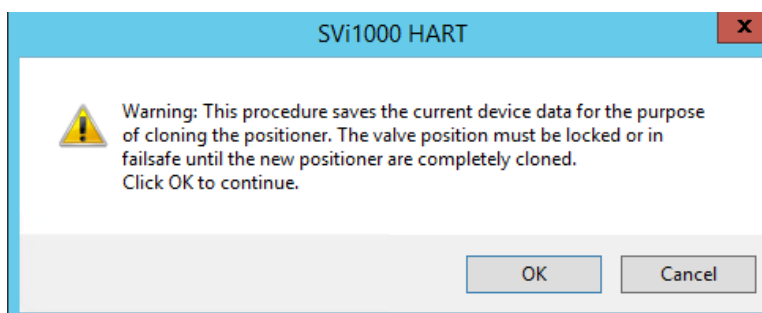 SVi1000 HART
x
Warning: This procedure saves the current device data for the purpose
of cloning the positioner. The valve position must be locked or in
failsafe until the new positioner are completely cloned.
Click OK to continue.
OK
Cancel